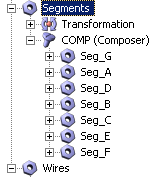 Segments
Transformation
COMP (Composer)
Seg_G
Seg_A
Seg_D
Seg_B
Seg_C
Seg_E
Seg_F
Wires